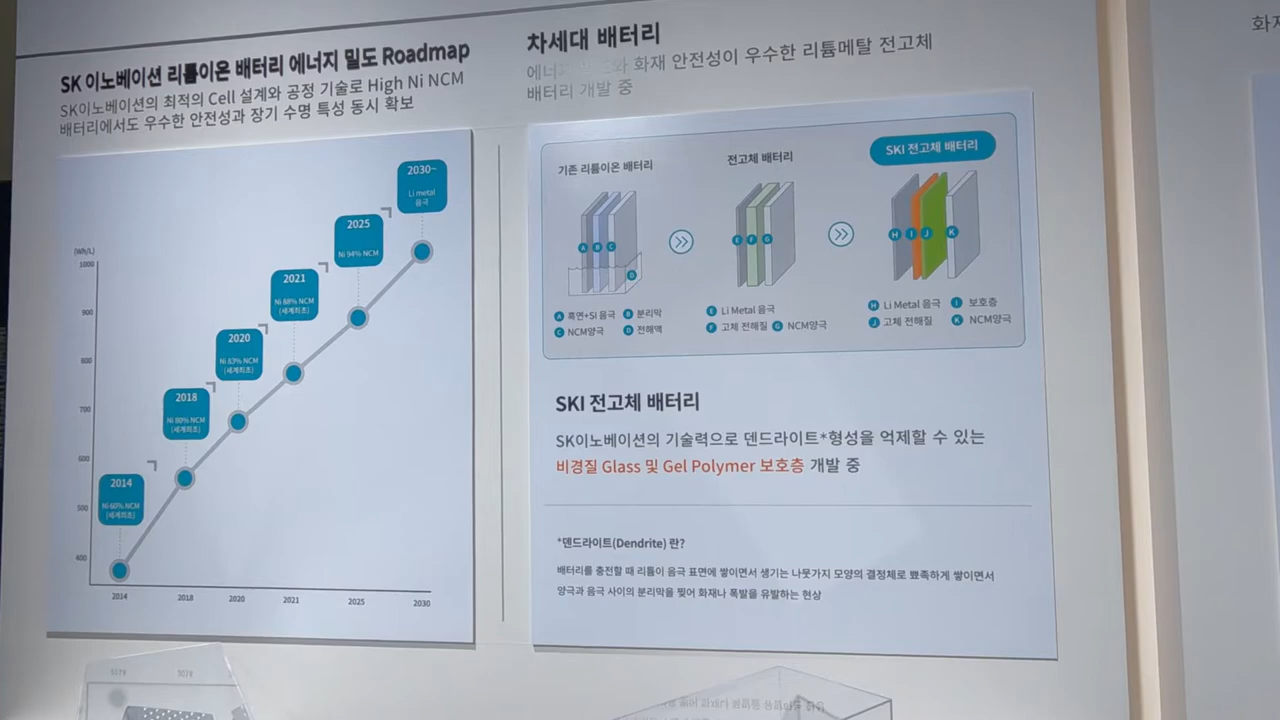 SK 이노베이션 리튬이온 배터리 에너지 밀도 Roadmap
SK이노베이션의 최적의 Cell 설계와 공정 기술로 High Ni NCM
배터리에서도 우수한 안전성과 장기 수명 특성 동시 확보
(Wh/L)
1000
900
800
700
600
500
400
2014
Ni 60% NCM
(세계최초)
2018
Ni 80% NCM
(세계최초)
2020
Ni 83% NCM
(세계최초)
2021
Ni 88% NCM
(세계최초)
2025
Ni 94% NCM
2030~
Li metal
음극
2014
2018
2020
2021
2025
2030
차세대 배터리
화재 안전성이 우수한 리튬메탈 전고체
배터리 개발 중
기존 리튬이온 배터리
A B C
D
A 흑연+SI 음극 B 분리막
C NCM양극 D 전해액
전고체 배터리
E F G
E Li Metal 음극
F 고체 전해질 G NCM양극
SKI 전고체 배터리
H I J K
H Li Metal 음극 I 보호층
J 고체 전해질 K NCM양극
SKI 전고체 배터리
SK이노베이션의 기술력으로 덴드라이트*형성을 억제할 수 있는
비경질 Glass 및 Gel Polymer 보호층 개발 중
*덴드라이트(Dendrite) 란?
배터리를 충전할 때 리튬이 음극 표면에 쌓이면서 생기는 나뭇가지 모양의 결정체로 뾰족하게 쌓이면서
양극과 음극 사이의 분리막을 찢어 화재나 폭발을 유발하는 현상